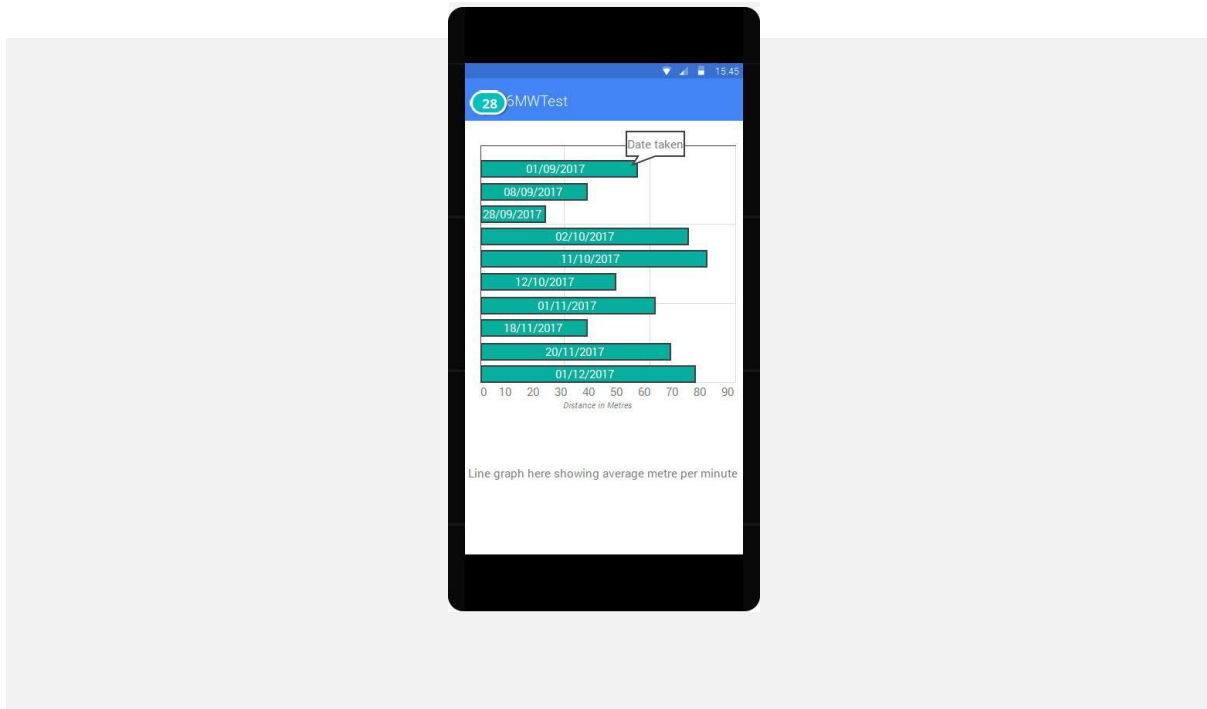 15:45
28 6MWTest
Date taken
01/09/2017
08/09/2017
28/09/2017
02/10/2017
11/10/2017
12/10/2017
01/11/2017
18/11/2017
20/11/2017
01/12/2017
0 10 20 30 40 50 60 70 80 90
Distance in Metres
Line graph here showing average metre per minute